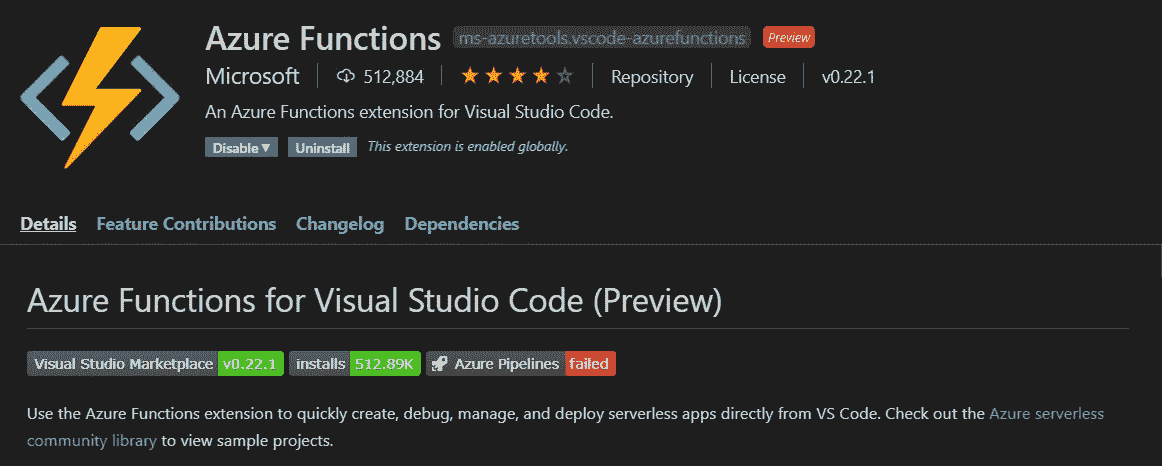 Azure Functions ms-azuretools.vscode-azurefunctions Preview
Microsoft 512,884 Repository License v0.22.1
An Azure Functions extension for Visual Studio Code.
Disable Uninstall This extension is enabled globally.
Details Feature Contributions Changelog Dependencies
Azure Functions for Visual Studio Code (Preview)
Visual Studio Marketplace v0.22.1 installs 512.89K Azure Pipelines failed
Use the Azure Functions extension to quickly create, debug, manage, and deploy serverless apps directly from VS Code. Check out the Azure serverless
community library to view sample projects.